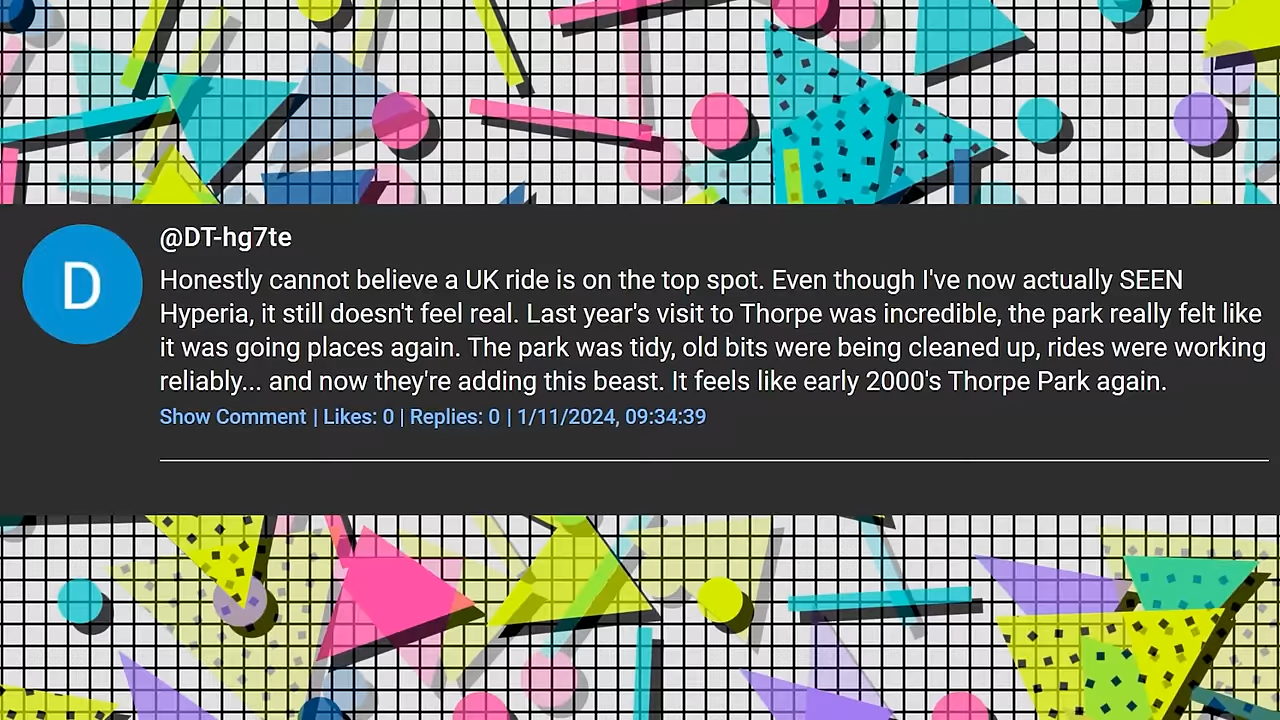 D
@DT-hg7te
Honestly cannot believe a UK ride is on the top spot. Even though I've now actually SEEN
Hyperia, it still doesn't feel real. Last year's visit to Thorpe was incredible, the park really felt like
it was going places again. The park was tidy, old bits were being cleaned up, rides were working
reliably... and now they're adding this beast. It feels like early 2000's Thorpe Park again.
Show Comment | Likes: 0 | Replies: 0 | 1/11/2024, 09:34:39